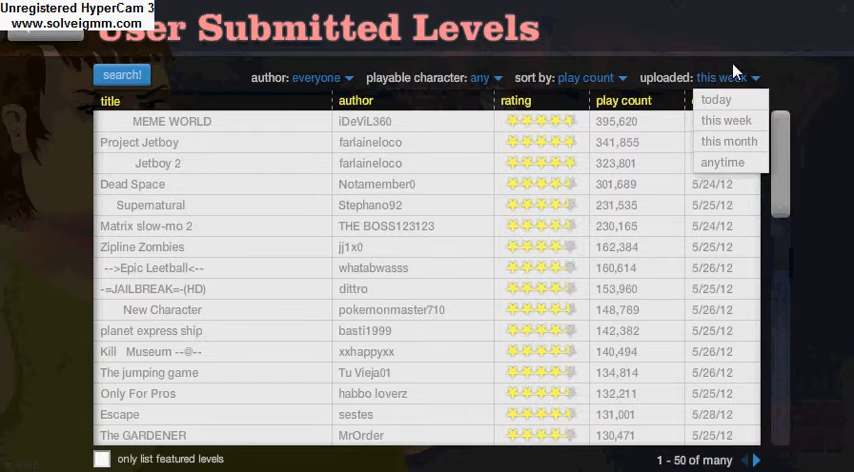 Unregistered HyperCam 3
www.solveigmm.com
User Submitted Levels
search!
author: everyone playable character: any sort by: play count uploaded: this week
title author rating play count
today
this week
this month
anytime
MEME WORLD iDeViL360 395,620
Project Jetboy farlaineloco 341,855
Jetboy 2 farlaineloco 323,801
Dead Space Notamember0 301,689 5/24/12
Supernatural Stephano92 231,535 5/25/12
Matrix slow-mo 2 THE BOSS123123 230,165 5/24/12
Zipline Zombies jj1x0 162,384 5/25/12
-->Epic Leetball<-- whatabwasss 160,614 5/26/12
-=JAILBREAK=-(HD) dittro 153,960 5/25/12
New Character pokemonmaster710 148,789 5/26/12
planet express ship basti1999 142,382 5/25/12
Kill Museum --@-- xxhappyxx 140,494 5/26/12
The jumping game Tu Vieja01 134,814 5/26/12
Only For Pros habbo loverz 132,211 5/25/12
Escape sestes 131,001 5/28/12
The GARDENER MrOrder 130,471 5/25/12
only list featured levels 1 - 50 of many